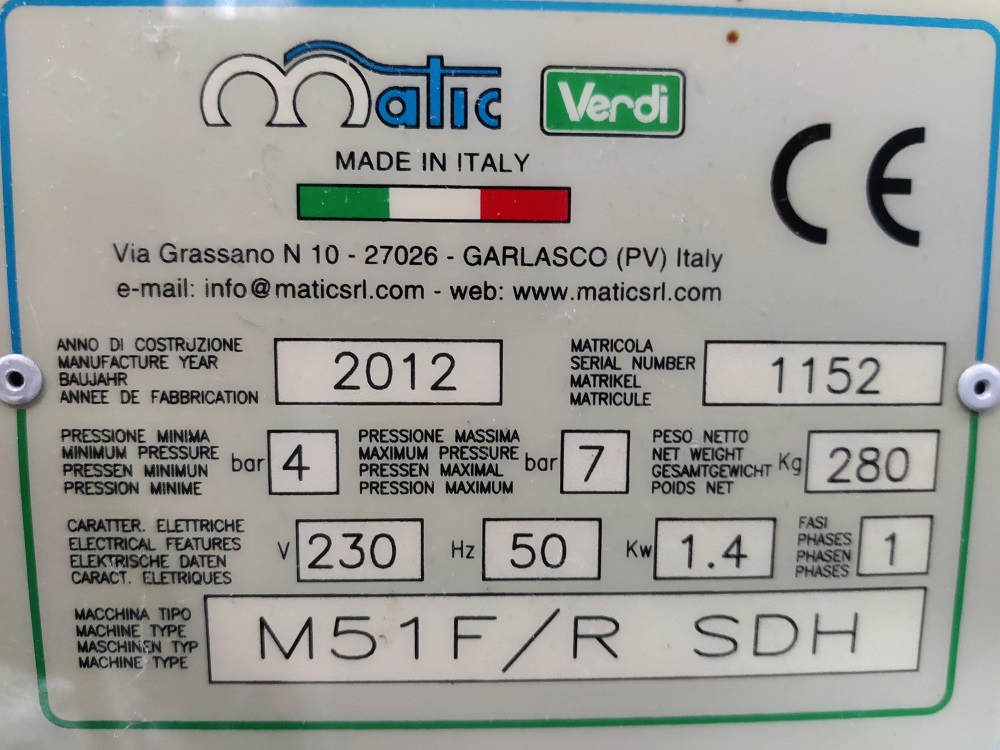 matic Verdi
MADE IN ITALY
CE
Via Grassano N 10 - 27026 - GARLASCO (PV) Italy
e-mail: info@maticsrl.com - web: www.maticsrl.com
ANNO DI COSTRUZIONE
MANUFACTURE YEAR
BAUJAHR
ANNEE DE FABBRICATION
2012
MATRICOLA
SERIAL NUMBER
MATRIKEL
MATRICULE
1152
PRESSIONE MINIMA
MINIMUM PRESSURE
PRESSEN MINIMUN
PRESSION MINIME
bar 4
PRESSIONE MASSIMA
MAXIMUM PRESSURE
PRESSEN MAXIMAL
PRESSION MAXIMUM
bar 7
PESO NETTO
NET WEIGHT
GESAMTGEWICHT
POIDS NET
Kg 280
CARATTER. ELETTRICHE
ELECTRICAL FEATURES
ELEKTRISCHE DATEN
CARACT. ELETRIQUES
V 230
Hz 50
Kw 1.4
FASI
PHASES
PHASEN
PHASES
1
MACCHINA TIPO
MACHINE TYPE
MASCHINEN TYP
MACHINE TYPE
M51F/R SDH